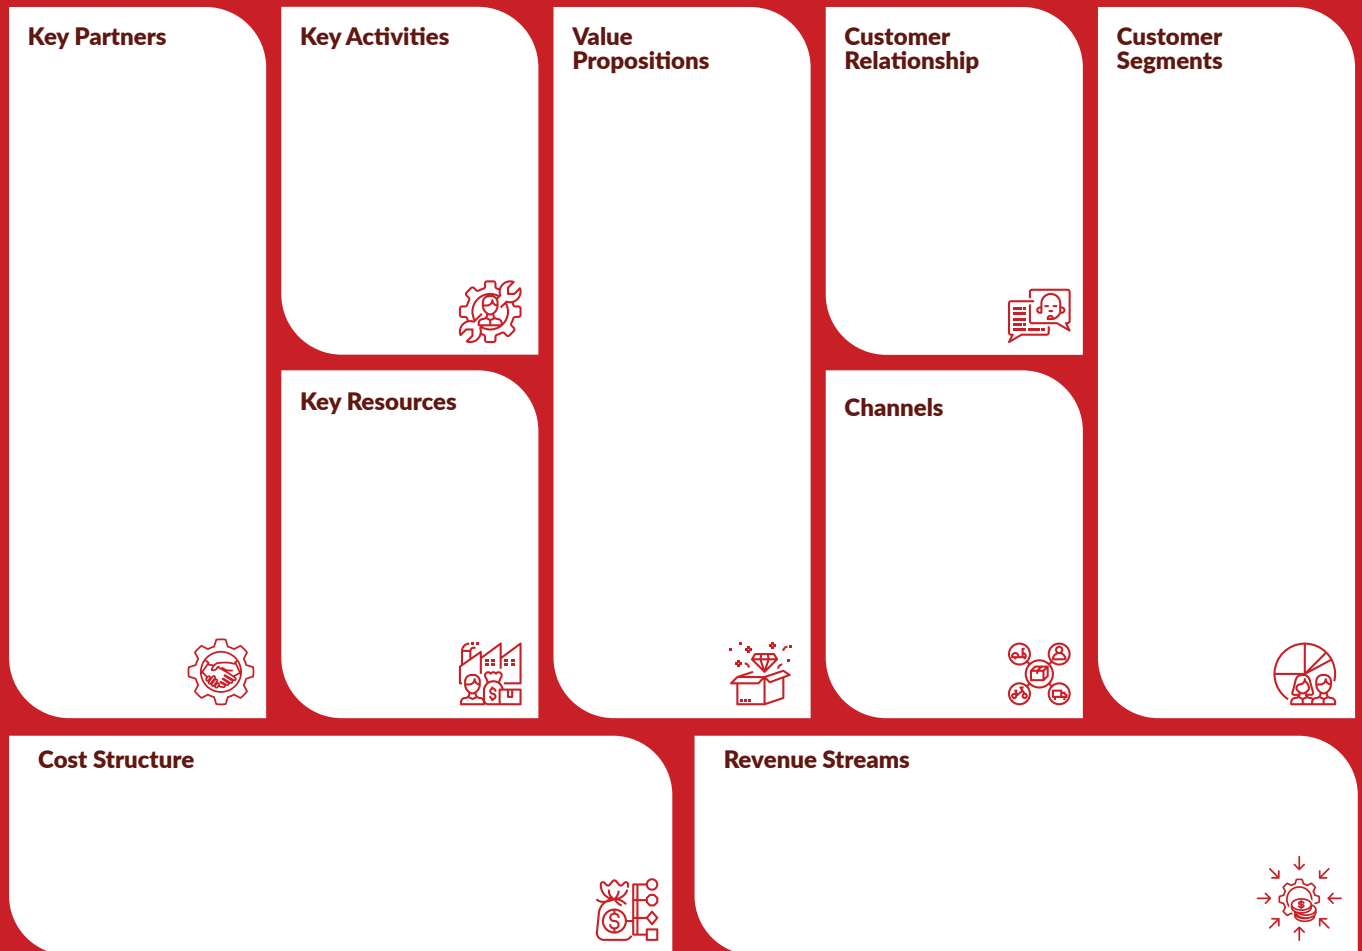 Key Partners
Key Activities
Value
Propositions
Customer
Relationship
Customer
Segments
Key Resources
Channels
Cost Structure
Revenue Streams